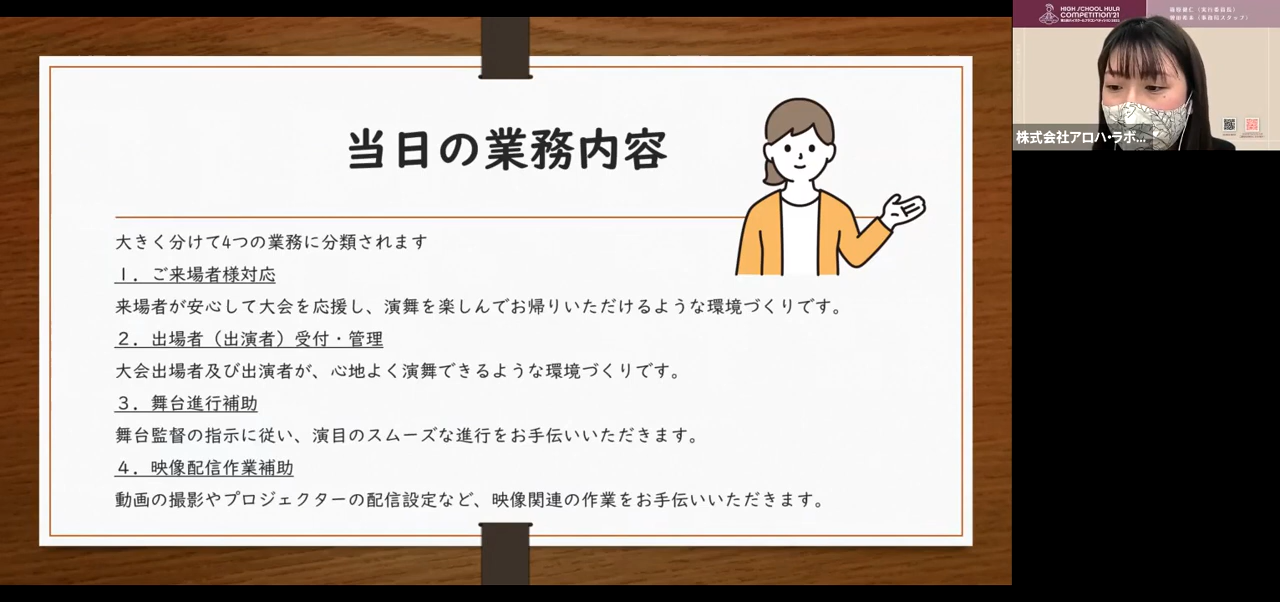 当日の業務内容
大きく分けて4つの業務に分類されます
１．ご来場者様対応
来場者が安心して大会を応援し、演舞を楽しんでお帰りいただけるような環境づくりです。
２．出場者（出演者）受付・管理
大会出場者及び出演者が、心地よく演舞できるような環境づくりです。
３．舞台進行補助
舞台監督の指示に従い、演目のスムーズな進行をお手伝いいただきます。
４．映像配信作業補助
動画の撮影やプロジェクターの配信設定など、映像関連の作業をお手伝いいただきます。
HIGH SCHOOL HULA
COMPETITION'21
株式会社アロハ・ラボ...